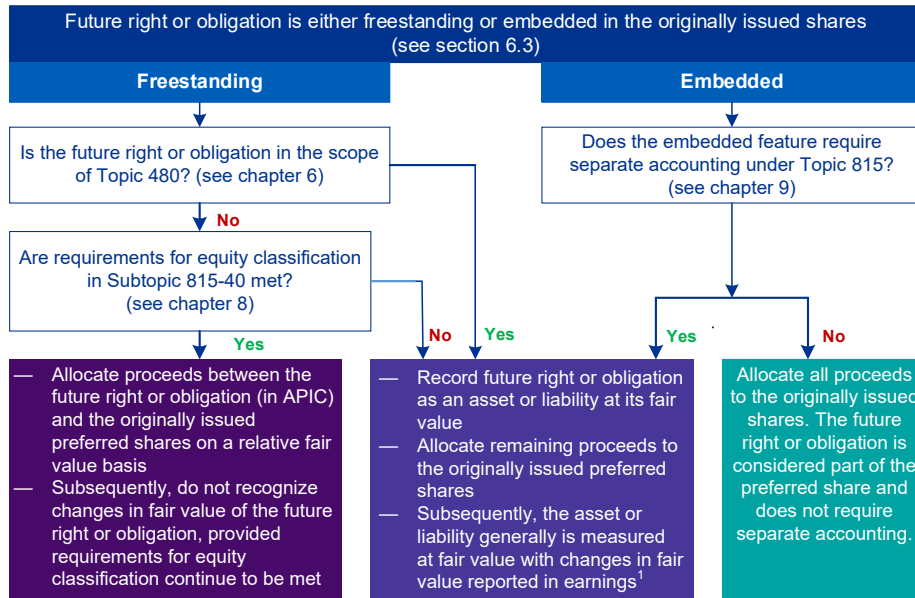 Future right or obligation is either freestanding or embedded in the originally issued shares
(see section 6.3)
Freestanding
Embedded
Is the future right or obligation in the scope
of Topic 480? (see chapter 6)
Does the embedded feature require
separate accounting under Topic 815?
(see chapter 9)
No
Are requirements for equity classification
in Subtopic 815-40 met?
(see chapter 8)
Yes
No
Yes
Yes
No
— Allocate proceeds between the
future right or obligation (in APIC)
and the originally issued
preferred shares on a relative fair
value basis
— Subsequently, do not recognize
changes in fair value of the future
right or obligation, provided
requirements for equity
classification continue to be met
— Record future right or obligation
as an asset or liability at its fair
value
— Allocate remaining proceeds to
the originally issued preferred
shares
— Subsequently, the asset or
liability generally is measured
at fair value with changes in fair
value reported in earnings¹
Allocate all proceeds
to the originally issued
shares. The future
right or obligation is
considered part of the
preferred share and
does not require
separate accounting.